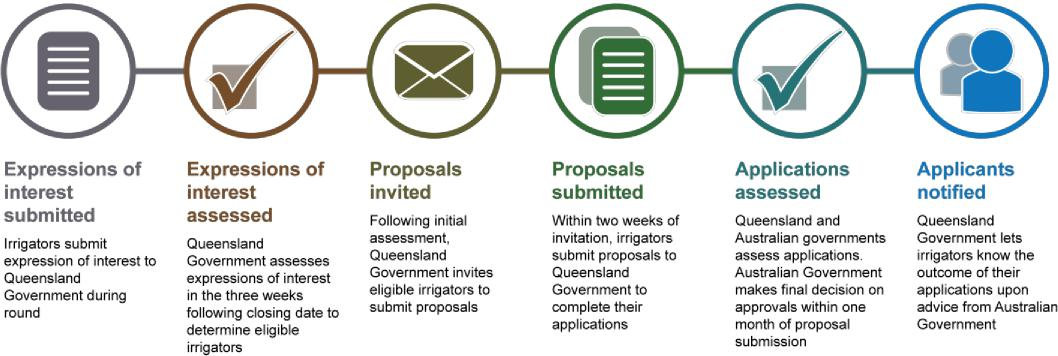 Expressions of
interest
submitted
Irrigators submit
expression of interest to
Queensland
Government during
round
Expressions of
interest
assessed
Queensland
Government assesses
expressions of interest
in the three weeks
following closing date to
determine eligible
irrigators
Proposals
invited
Following initial
assessment,
Queensland
Government invites
eligible irrigators to
submit proposals
Proposals
submitted
Within two weeks of
invitation, irrigators
submit proposals to
Queensland
Government to
complete their
applications
Applications
assessed
Queensland and
Australian governments
assess applications.
Australian Government
makes final decision on
approvals within one
month of proposal
submission
Applicants
notified
Queensland
Government lets
irrigators know the
outcome of their
applications upon
advice from Australian
Government